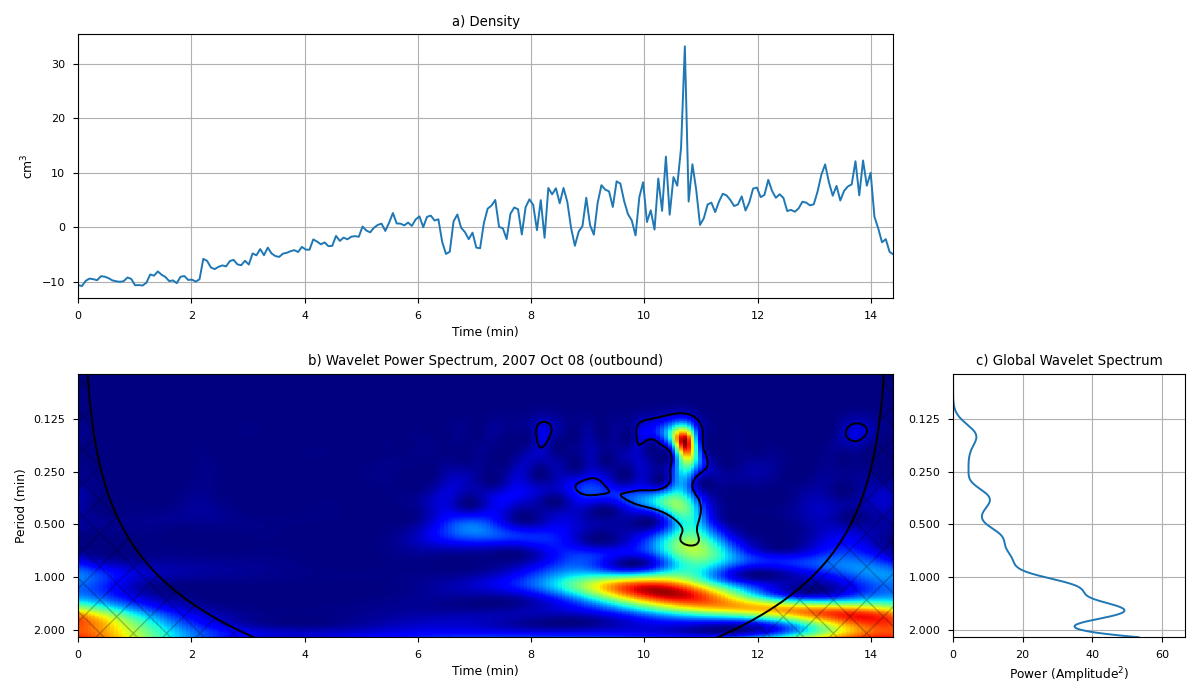 a) Density
cm³
30
20
10
0
−10
0 2 4 6 8 10 12 14
Time (min)
b) Wavelet Power Spectrum, 2007 Oct 08 (outbound)
Period (min)
0.125
0.250
0.500
1.000
2.000
0 2 4 6 8 10 12 14
Time (min)
c) Global Wavelet Spectrum
0.125
0.250
0.500
1.000
2.000
0 20 40 60
Power (Amplitude²)